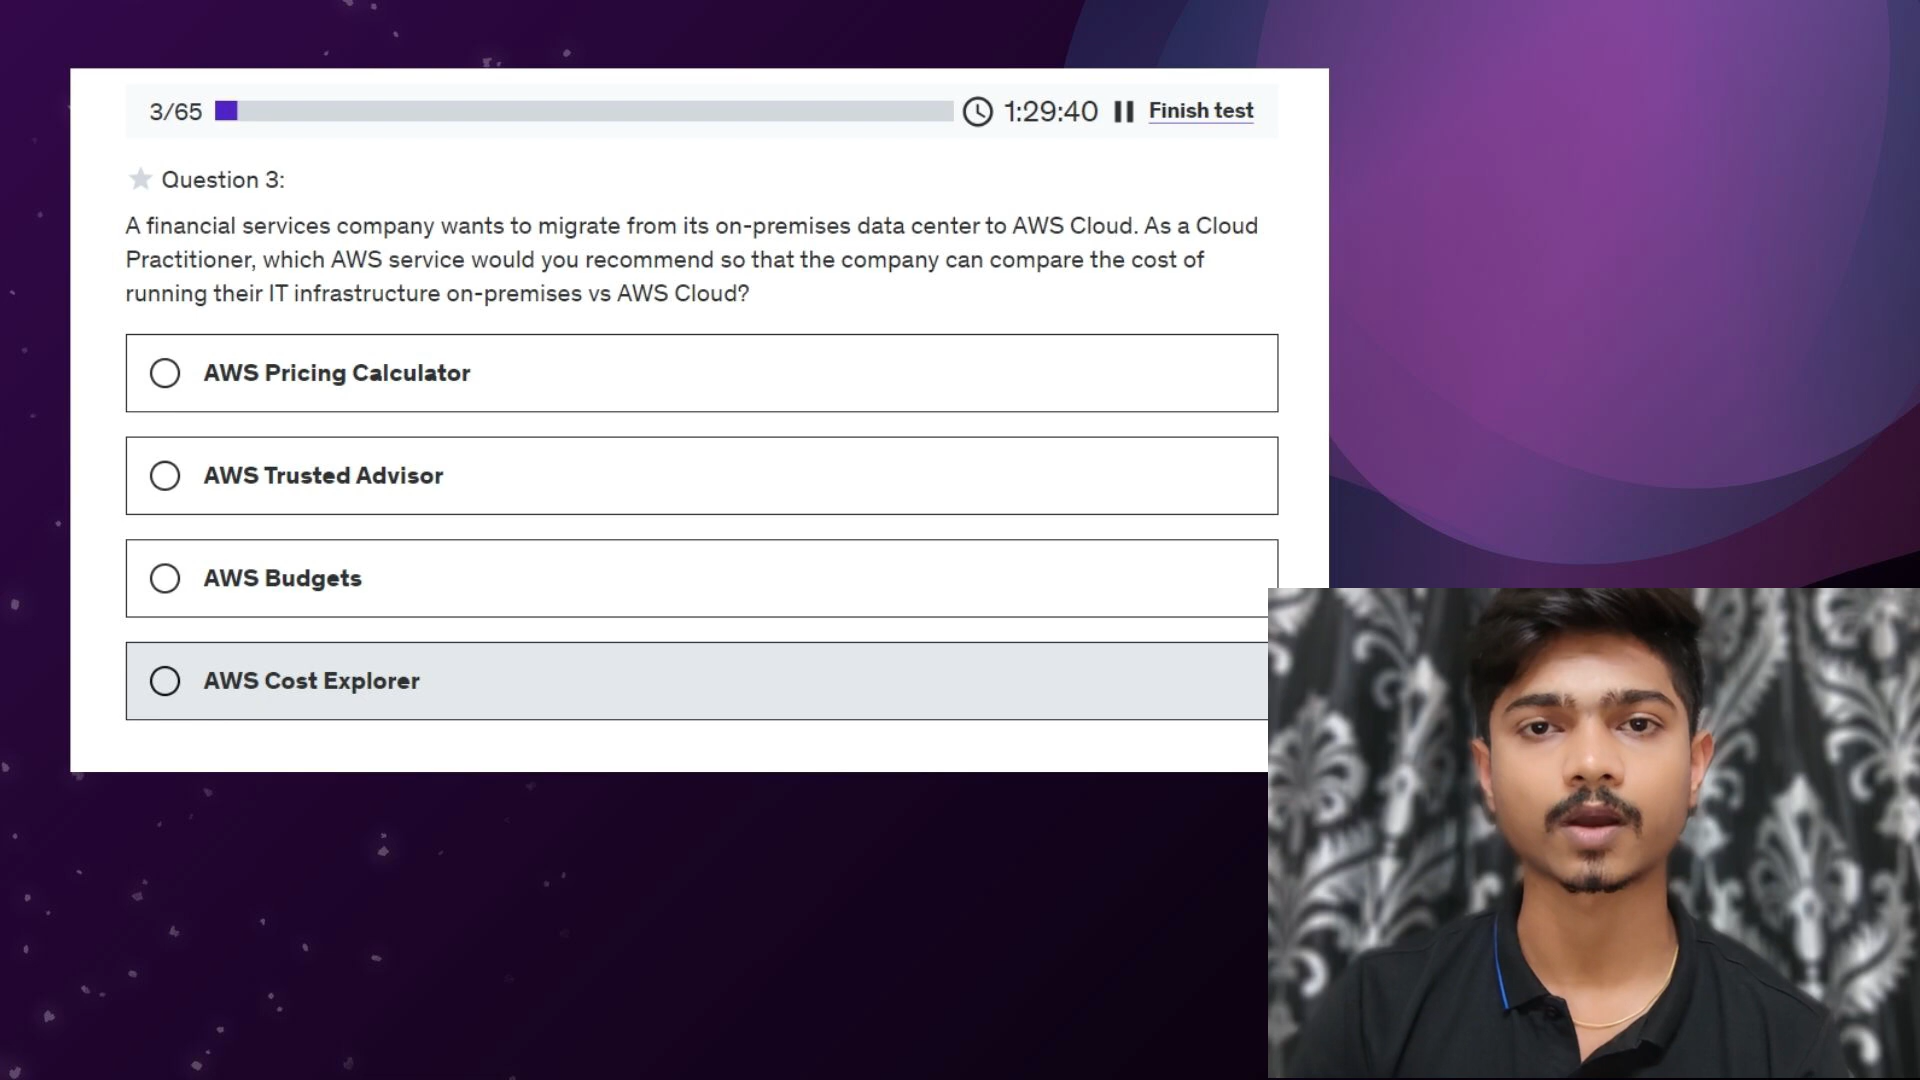 3/65 1:29:40 Finish test
Question 3:
A financial services company wants to migrate from its on-premises data center to AWS Cloud. As a Cloud
Practitioner, which AWS service would you recommend so that the company can compare the cost of
running their IT infrastructure on-premises vs AWS Cloud?
AWS Pricing Calculator
AWS Trusted Advisor
AWS Budgets
AWS Cost Explorer